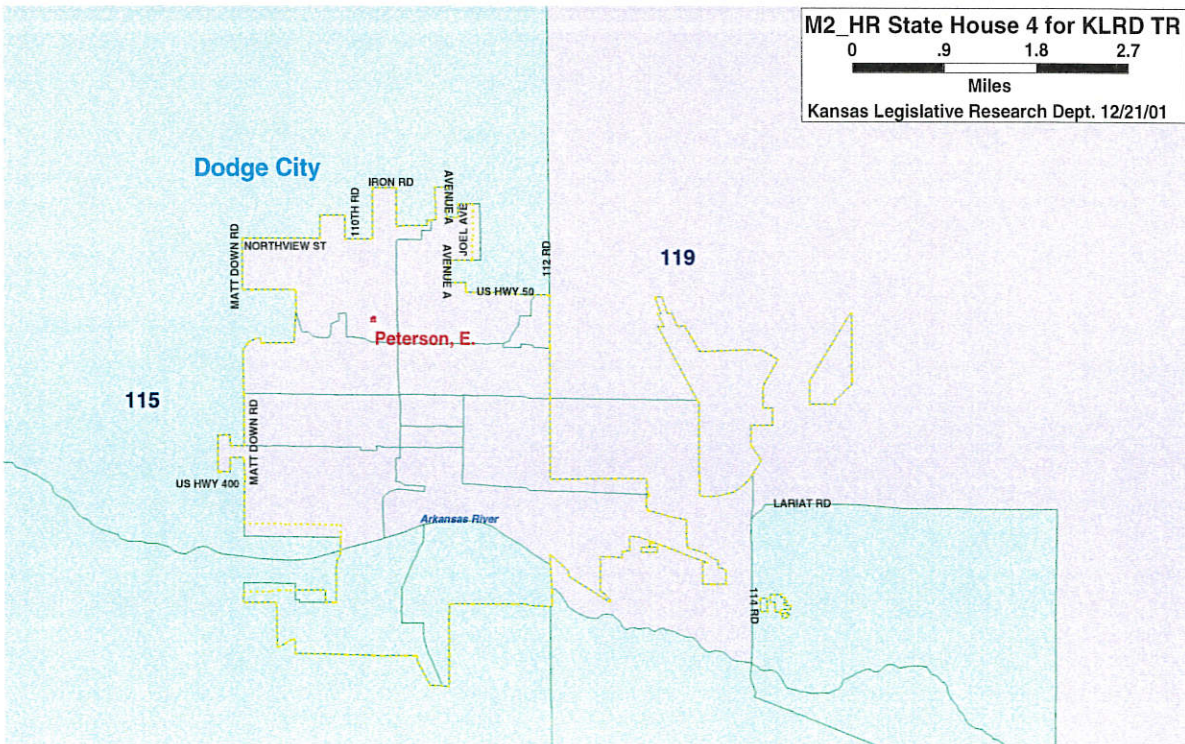 M2_HR State House 4 for KLRD TR
0 .9 1.8 2.7
Miles
Kansas Legislative Research Dept. 12/21/01
Dodge City
IRON RD
110TH RD
AVENUE A
JOEL AVE
MATT DOWN RD
NORTHVIEW ST
AVENUE A
112 RD
119
US HWY 50
Peterson, E.
115
MATT DOWN RD
US HWY 400
LARIAT RD
Arkansas River
114 RD